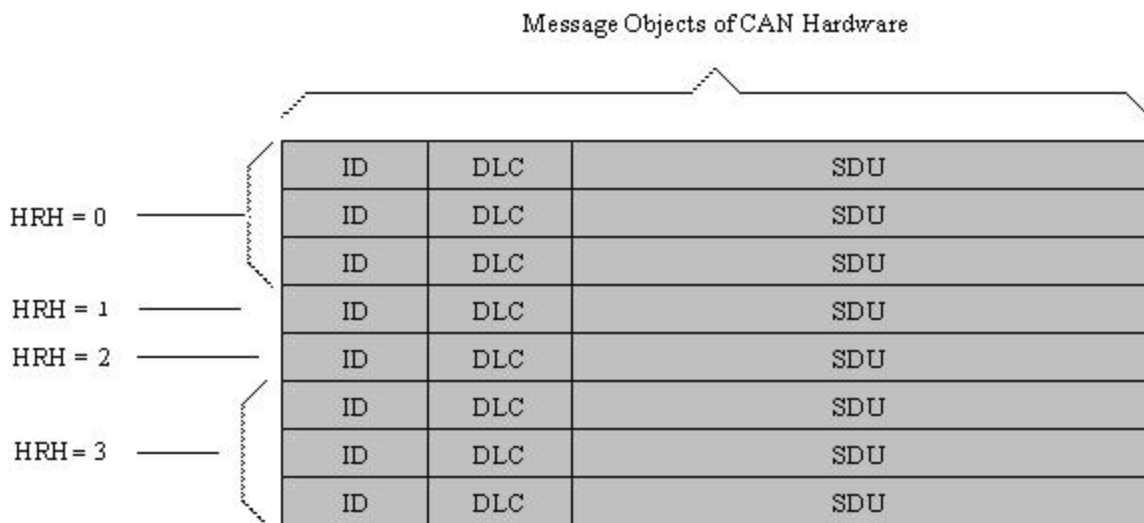 Message Objects of CAN Hardware
ID DLC SDU
HRH = 0 ID DLC SDU
ID DLC SDU
HRH = 1 ID DLC SDU
HRH = 2 ID DLC SDU
ID DLC SDU
HRH = 3 ID DLC SDU
ID DLC SDU